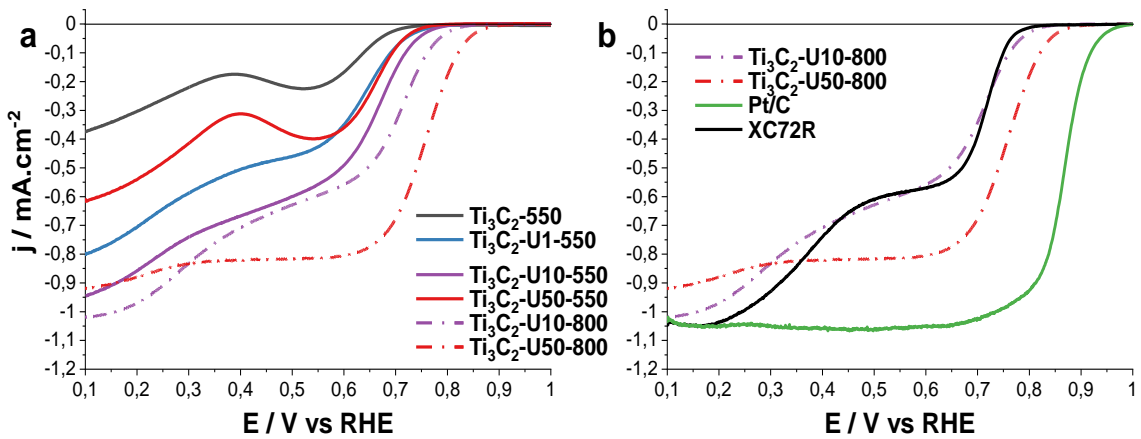 a
0
-0,1
-0,2
-0,3
-0,4
-0,5
-0,6
-0,7
-0,8
-0,9
-1
-1,1
-1,2
j / mA.cm⁻²
0,1 0,2 0,3 0,4 0,5 0,6 0,7 0,8 0,9 1
E / V vs RHE
Ti₃C₂-550
Ti₃C₂-U1-550
Ti₃C₂-U10-550
Ti₃C₂-U50-550
Ti₃C₂-U10-800
Ti₃C₂-U50-800
b
0
-0,1
-0,2
-0,3
-0,4
-0,5
-0,6
-0,7
-0,8
-0,9
-1
-1,1
-1,2
0,1 0,2 0,3 0,4 0,5 0,6 0,7 0,8 0,9 1
E / V vs RHE
Ti₃C₂-U10-800
Ti₃C₂-U50-800
Pt/C
XC72R